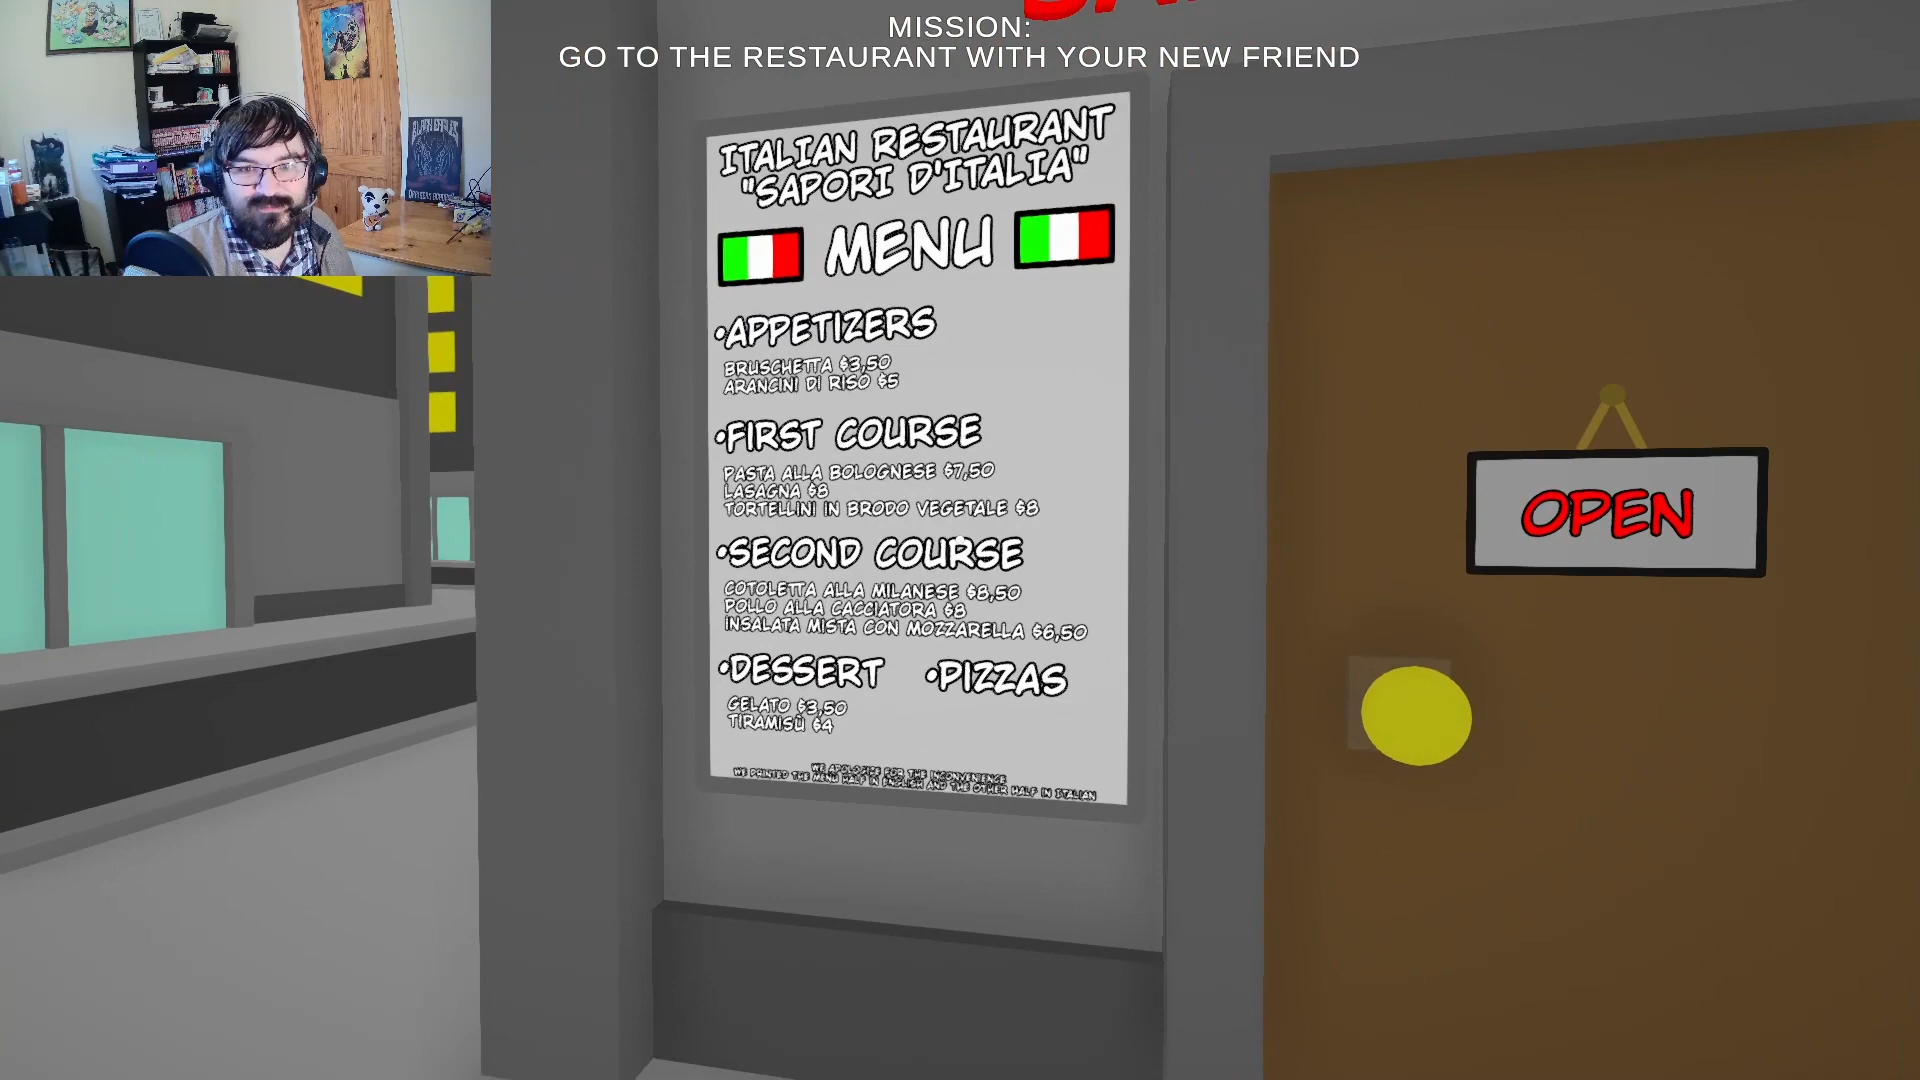 MISSION:
GO TO THE RESTAURANT WITH YOUR NEW FRIEND
ITALIAN RESTAURANT
"SAPORI D'ITALIA"
MENU
•APPETIZERS
BRUSCHETTA $3,50
ARANCINI DI RISO $5
•FIRST COURSE
PASTA ALLA BOLOGNESE $7,50
LASAGNA $8
TORTELLINI IN BRODO VEGETALE $8
•SECOND COURSE
COTOLETTA ALLA MILANESE $8,50
POLLO ALLA CACCIATORA $8
INSALATA MISTA CON MOZZARELLA $6,50
•DESSERT
GELATO $3,50
TIRAMISÙ $4
•PIZZAS
WE APOLOGIZE FOR THE INCONVENIENCE
WE PRINTED THE MENU HALF IN ENGLISH AND THE OTHER HALF IN ITALIAN
OPEN
BLACK EAGLES